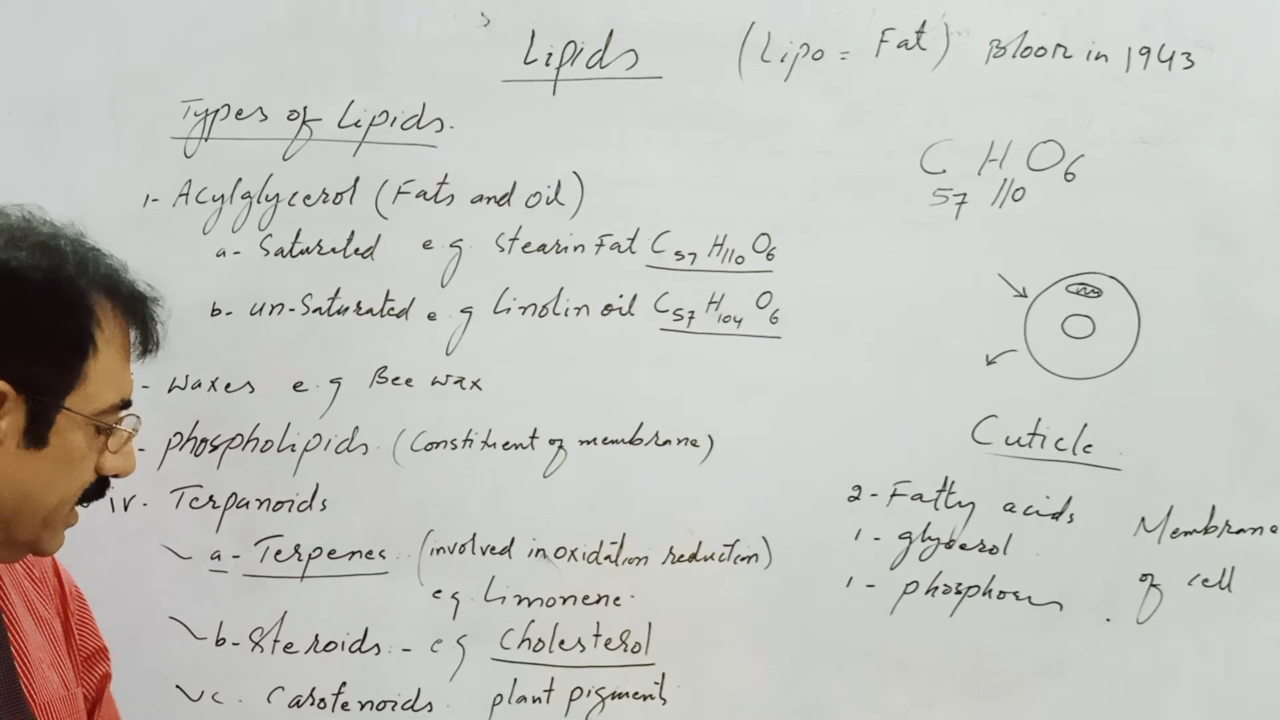 Lipids (Lipo = Fat) Bloor in 1943
Types of Lipids.
1- Acylglycerol (Fats and oil)
a- Saturated e g Stearin Fat C57 H110 O6
b- un-Saturated e g Linolin oil C57 H104 O6
- Waxes e.g Bee wax
- phospholipids (Constituent of membrane)
iv- Terpanoids
a- Terpenes (involved in oxidation reduction)
eg Limonene.
b- Steroids - eg Cholesterol
c. Carotenoids. plant pigments
C57 H110 O6
Cuticle
2- Fatty acids
1- glycerol
1-
Membrane
of cell